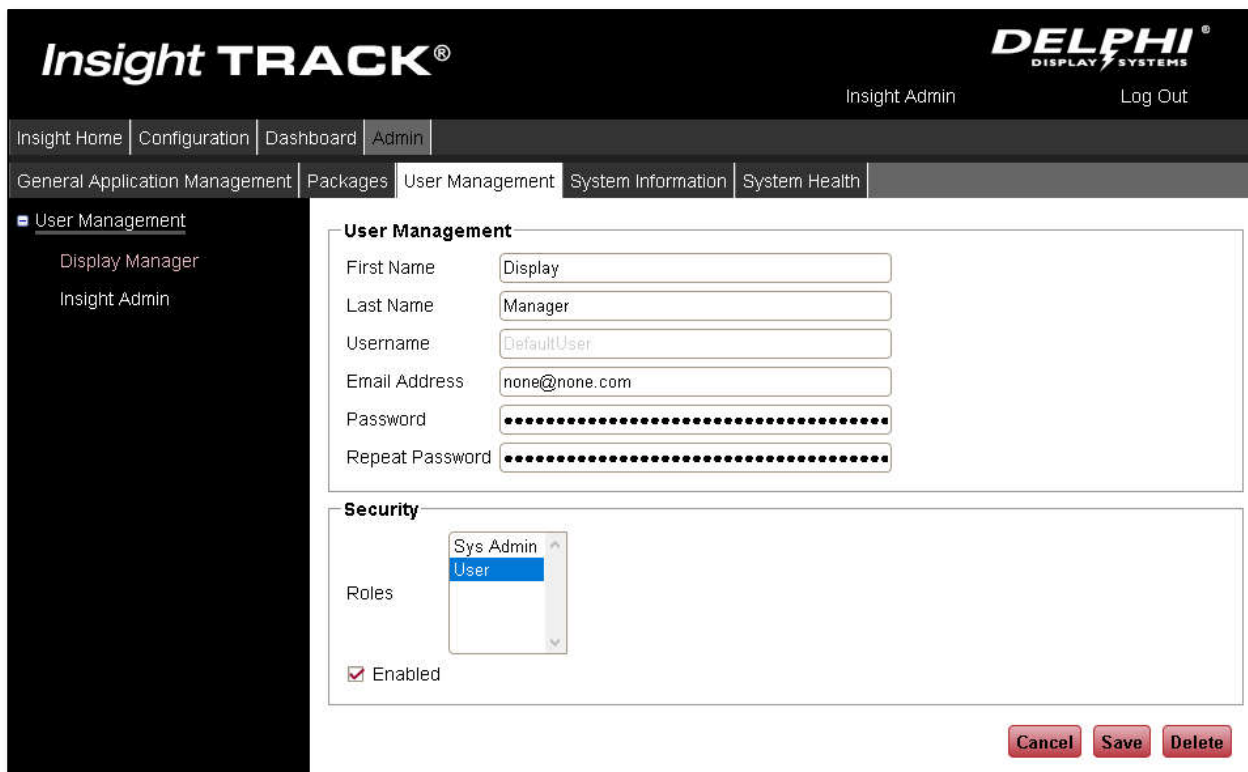 Insight TRACK®
DELPHI®
DISPLAY SYSTEMS
Insight Admin Log Out
Insight Home Configuration Dashboard Admin
General Application Management Packages User Management System Information System Health
User Management
Display Manager
Insight Admin
User Management
First Name Display
Last Name Manager
Username DefaultUser
Email Address none@none.com
Password
Repeat Password
Security
Roles
Sys Admin
User
Enabled
Cancel Save Delete